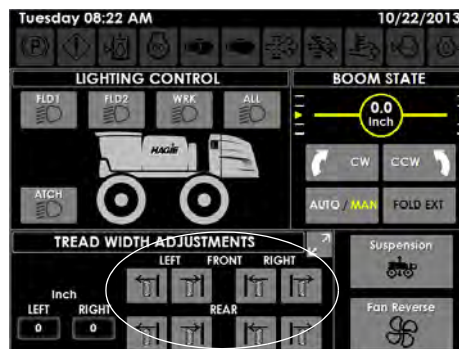 Tuesday 08:22 AM 10/22/2013
LIGHTING CONTROL
FLD1 FLD2 WRK ALL
HAGIE
ATCH
BOOM STATE
0.0
Inch
CW CCW
AUTO / MAN FOLD EXT
TREAD WIDTH ADJUSTMENTS
LEFT FRONT RIGHT
Inch
LEFT RIGHT
0 0
REAR
Suspension
Fan Reverse